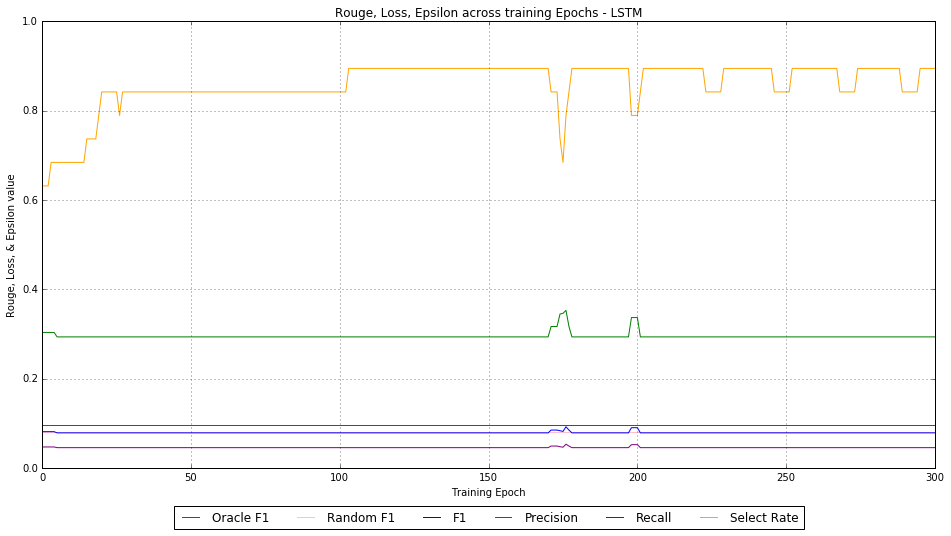 Rouge, Loss, Epsilon across training Epochs - LSTM
Rouge, Loss, & Epsilon value
1.0
0.8
0.6
0.4
0.2
0.0
0 50 100 150 200 250 300
Training Epoch
Oracle F1 Random F1 F1 Precision Recall Select Rate